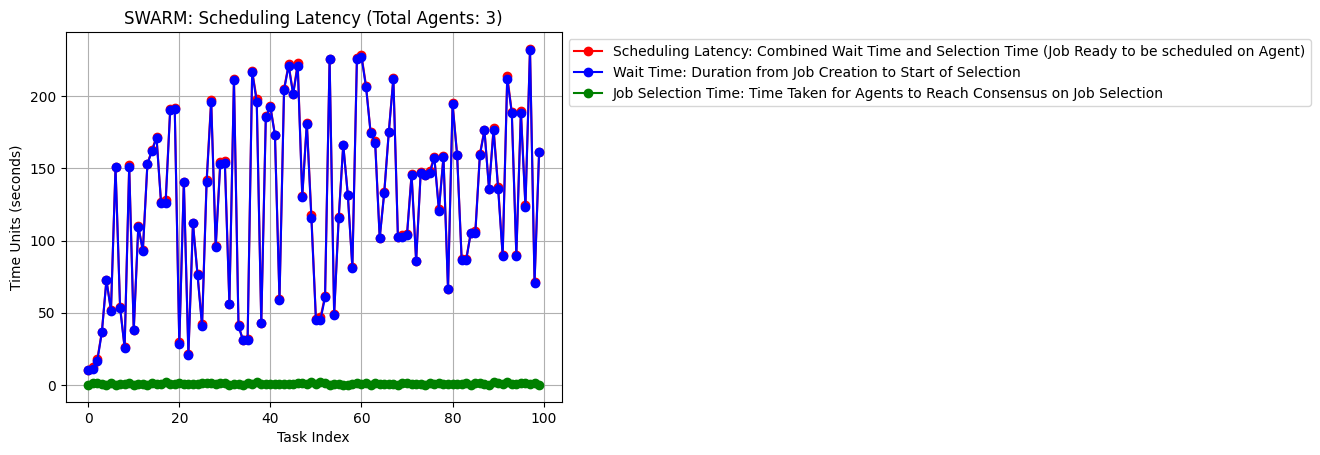 SWARM: Scheduling Latency (Total Agents: 3)
Scheduling Latency: Combined Wait Time and Selection Time (Job Ready to be scheduled on Agent)
Wait Time: Duration from Job Creation to Start of Selection
Job Selection Time: Time Taken for Agents to Reach Consensus on Job Selection
Time Units (seconds)
200
150
100
50
0
0 20 40 60 80 100
Task Index